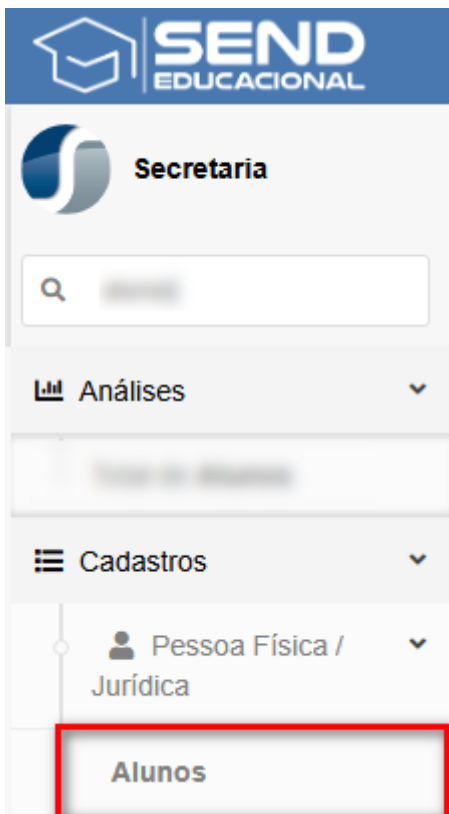 SEND
EDUCACIONAL
Secretaria
Análises
Cadastros
Pessoa Física /
Jurídica
Alunos